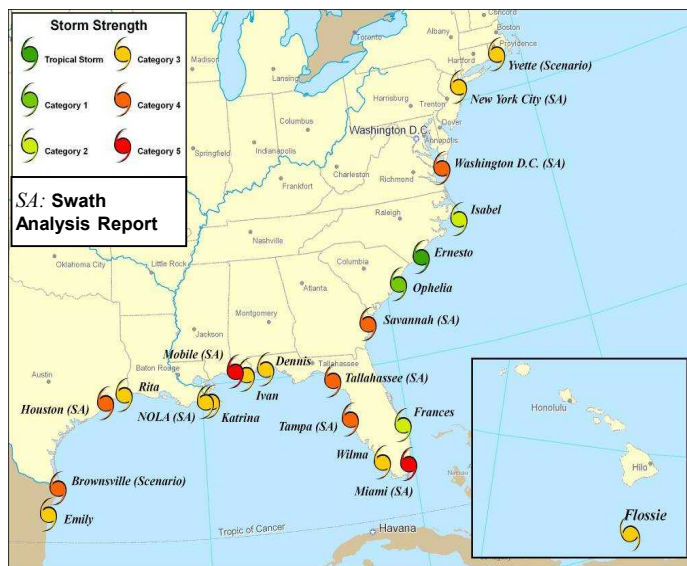 Storm Strength
Tropical Storm
Category 3
Category 1
Category 4
Category 2
Category 5
SA: Swath
Analysis Report
Concord
Boston
Albany
Providence
Hartford
Toronto
Madison
Lansing
Yvette (Scenario)
New York City (SA)
Harrisburg
Trenton
Dover
Columbus
Washington D.C.
Annapolis
Springfield
Indianapolis
Charleston
Washington D.C. (SA)
Richmond
Frankfort
Isabel
Raleigh
Nashville
Ernesto
Oklahoma City
Little Rock
Columbia
Atlanta
Ophelia
Savannah (SA)
Montgomery
Jackson
Mobile (SA)
Dennis
Tallahassee
Baton Rouge
Austin
Ivan
Tallahassee (SA)
Rita
Houston (SA)
NOLA (SA)
Katrina
Frances
Tampa (SA)
Honolulu
Wilma
Hilo
Miami (SA)
Brownsville (Scenario)
Emily
Flossie
Tropic of Cancer
Havana